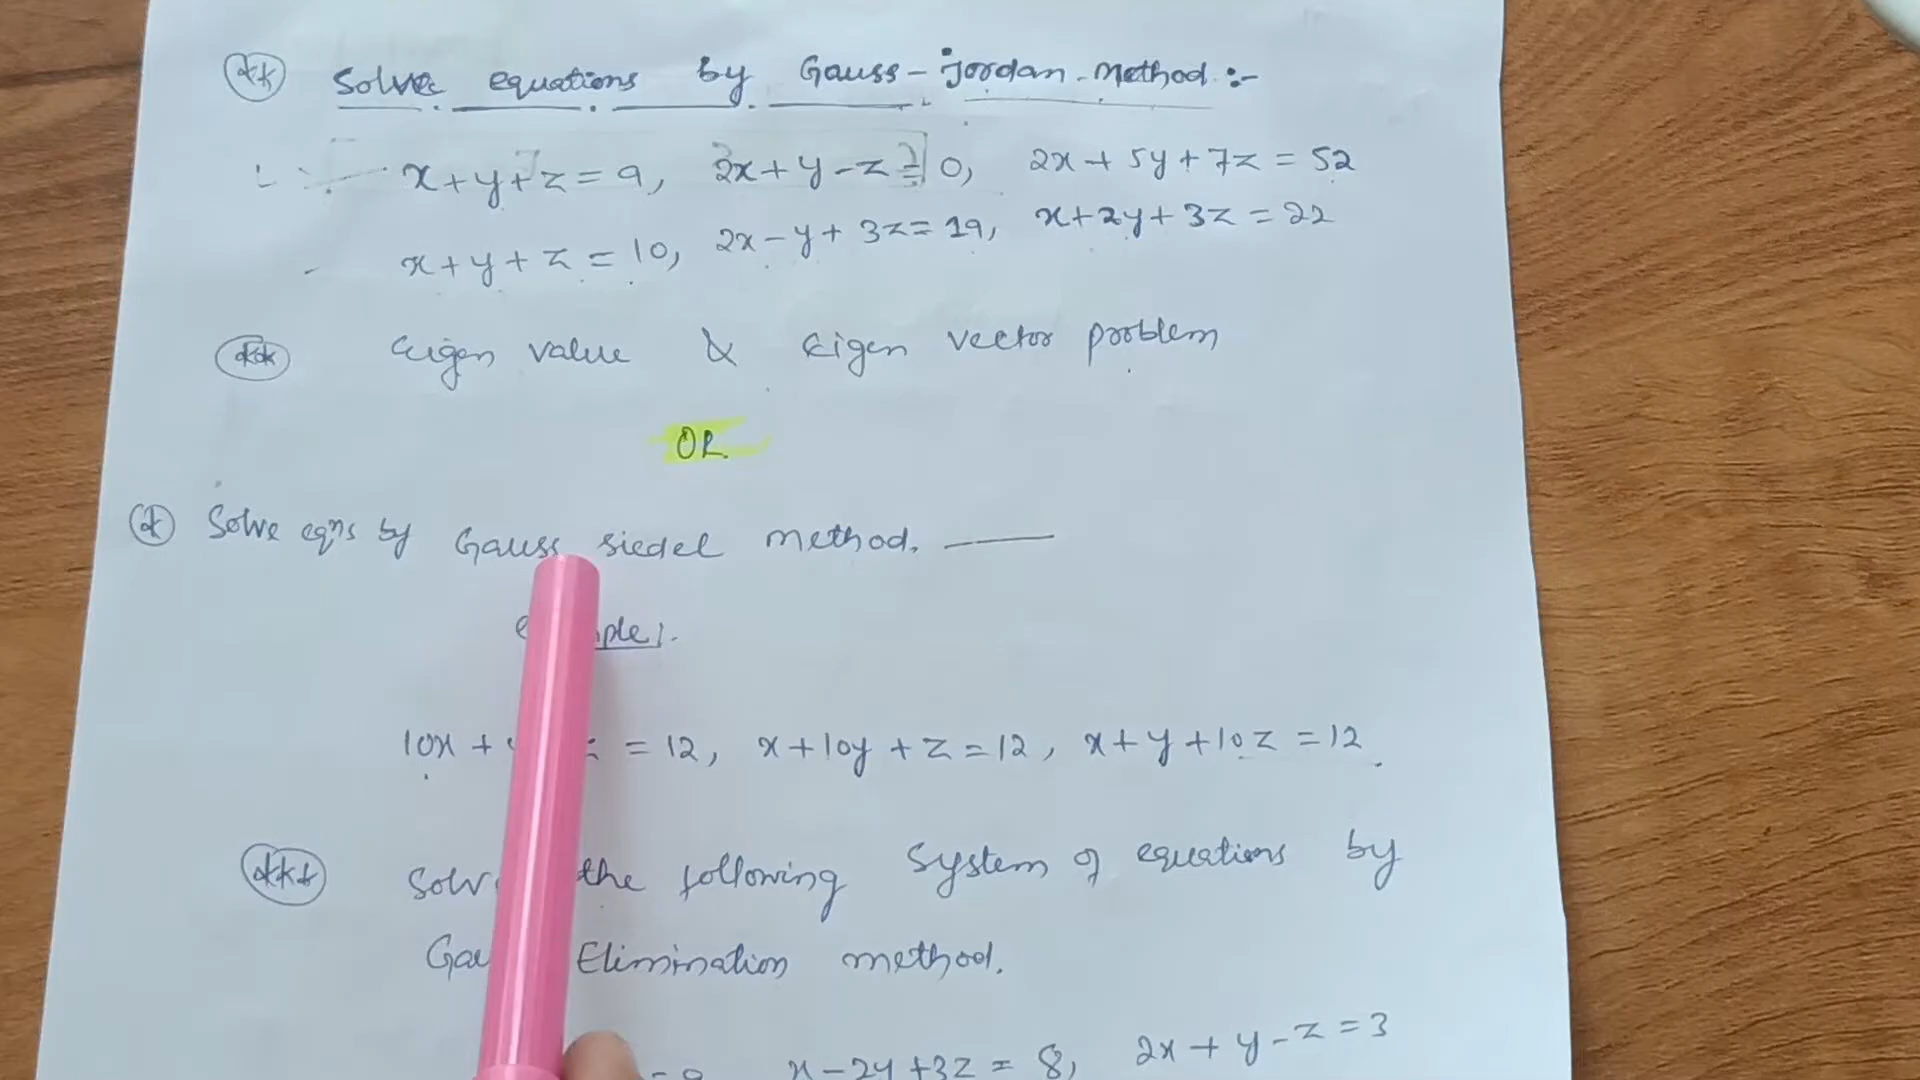 Solve equations by Gauss-Jordan-Method :-
x+y+z=9, 2x+y-z=0, 2x+5y+7z=52
x+y+z=10, 2x-y+3z=19, x+2y+3z=22
Eigen value & Eigen vector problem
OR.
Solve eqns by Gauss siedel method.
10x + = 12, x+10y+z=12, x+y+10z=12.
the following system of equations by
Elimination method.
x-2y+3z=8, 2x+y-z=3